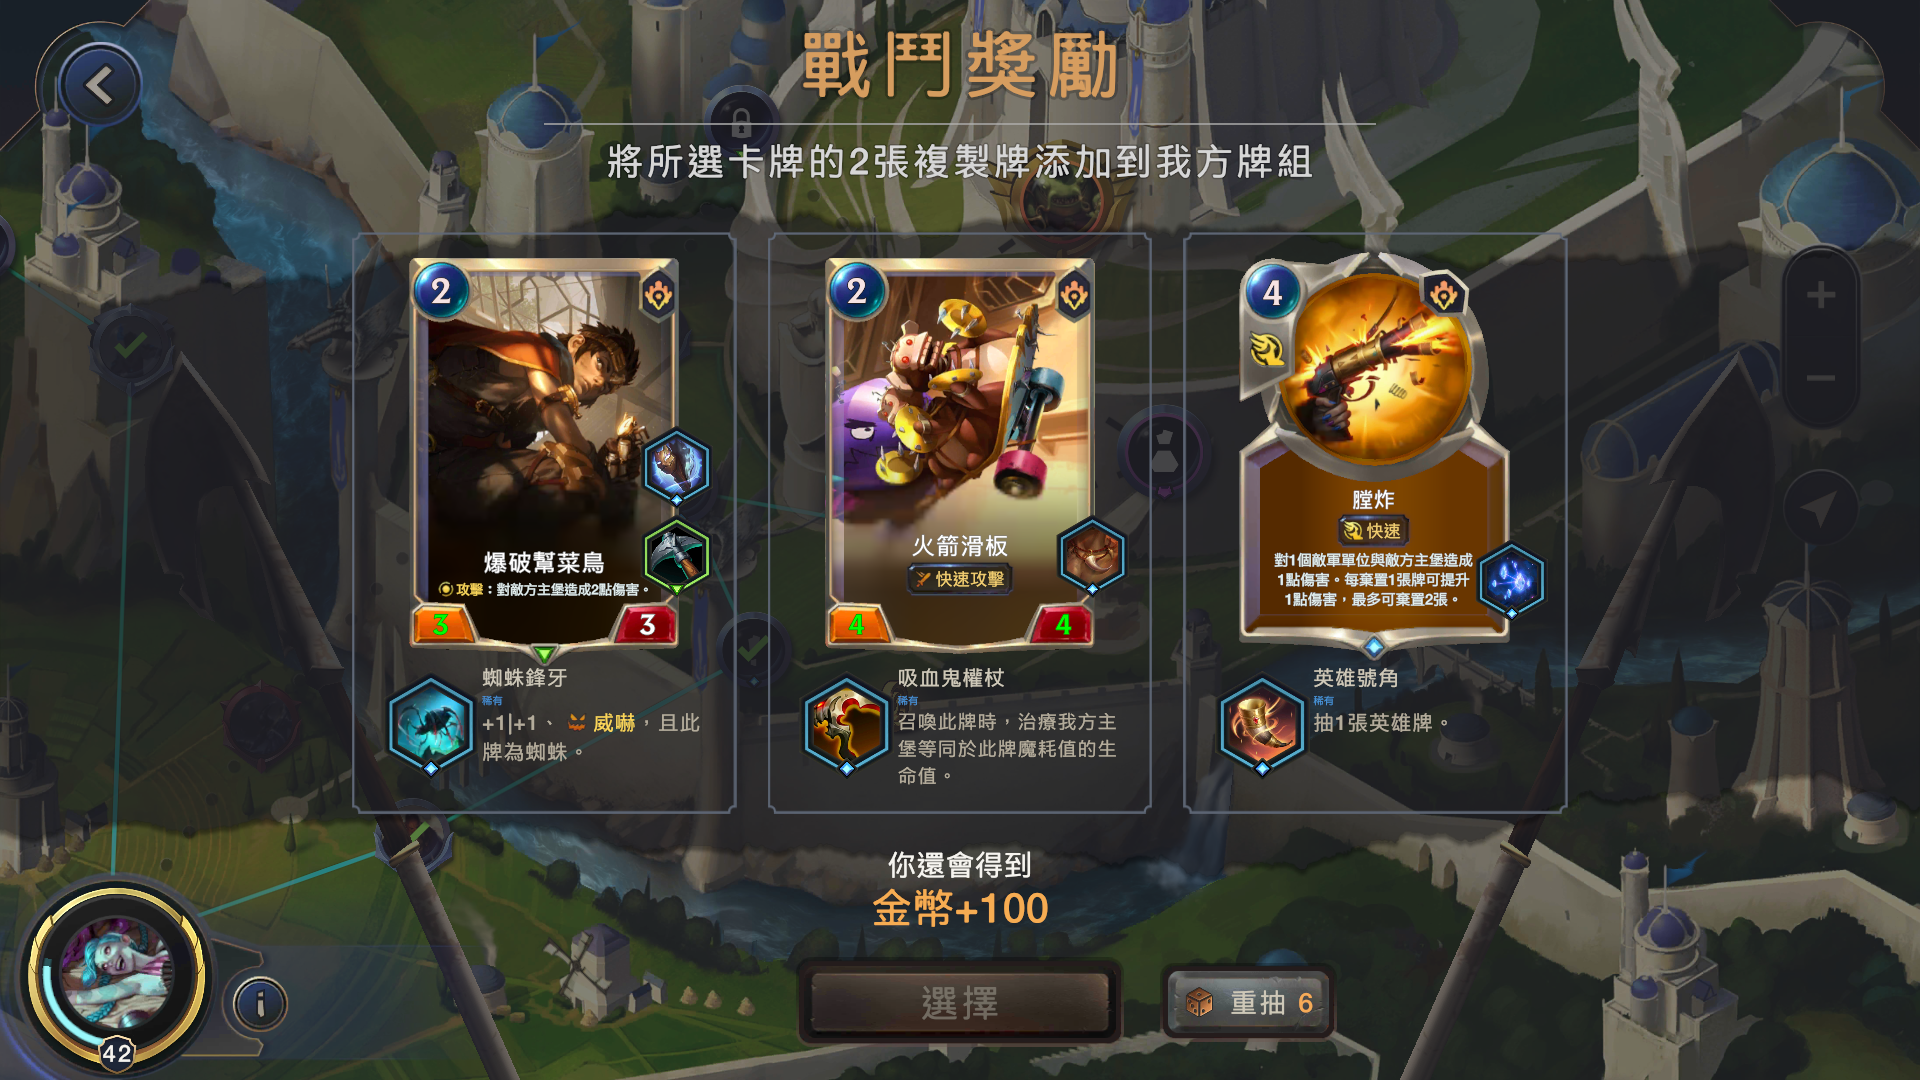 戰鬥獎勵
將所選卡牌的2張複製牌添加到我方牌組
2
爆破幫菜鳥
攻擊：對敵方主堡造成2點傷害。
3
3
蜘蛛鋒牙
稀有
+1|+1、威嚇，且此
牌為蜘蛛。
2
火箭滑板
快速攻擊
4
4
吸血鬼權杖
稀有
召喚此牌時，治療我方主
堡等同於此牌魔耗值的生
命值。
4
膛炸
快速
對1個敵軍單位與敵方主堡造成
1點傷害。每棄置1張牌可提升
1點傷害，最多可棄置2張。
英雄號角
稀有
抽1張英雄牌。
你還會得到
金幣+100
選擇
重抽 6
42